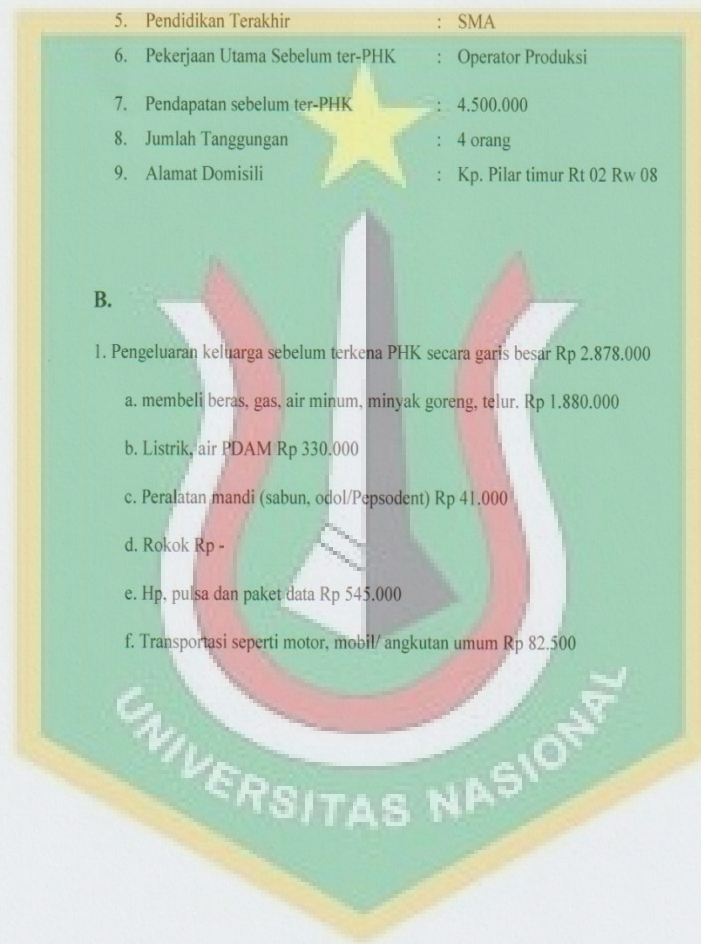 5. Pendidikan Terakhir : SMA
6. Pekerjaan Utama Sebelum ter-PHK : Operator Produksi
7. Pendapatan sebelum ter-PHK : 4.500.000
8. Jumlah Tanggungan : 4 orang
9. Alamat Domisili : Kp. Pilar timur Rt 02 Rw 08
B.
1. Pengeluaran keluarga sebelum terkena PHK secara garis besar Rp 2.878.000
a. membeli beras, gas, air minum, minyak goreng, telur. Rp 1.880.000
b. Listrik, air PDAM Rp 330.000
c. Peralatan mandi (sabun, odol/Pepsodent) Rp 41.000
d. Rokok Rp -
e. Hp, pulsa dan paket data Rp 545.000
f. Transportasi seperti motor, mobil/ angkutan umum Rp 82.500
UNIVERSITAS NASIONAL